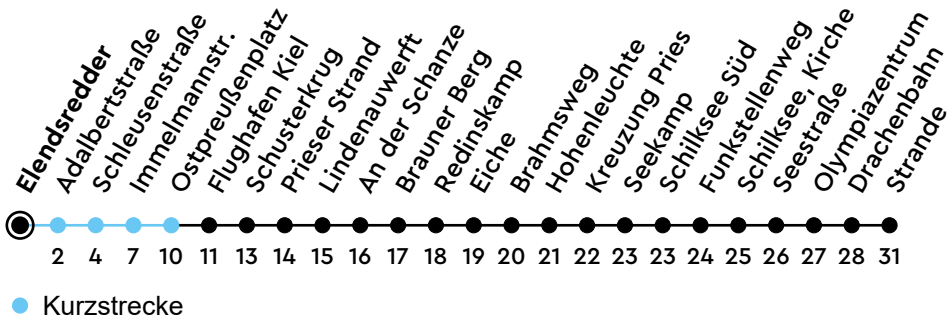 Elendsredder
Adalbertstraße
Schleusenstraße
Immelmannstr.
Ostpreußenplatz
Flughafen Kiel
Schusterkrug
Prieser Strand
Lindenauwerft
An der Schanze
Brauner Berg
Redinskamp
Eiche
Brahmsweg
Hohenleuchte
Kreuzung Pries
Seekamp
Schilksee Süd
Funkstellenweg
Schilksee, Kirche
Seestraße
Olympiazentrum
Drachenbahn
Strande
2 4 7 10 11 13 14 15 16 17 18 19 20 21 22 23 23 24 25 26 27 28 31
Kurzstrecke